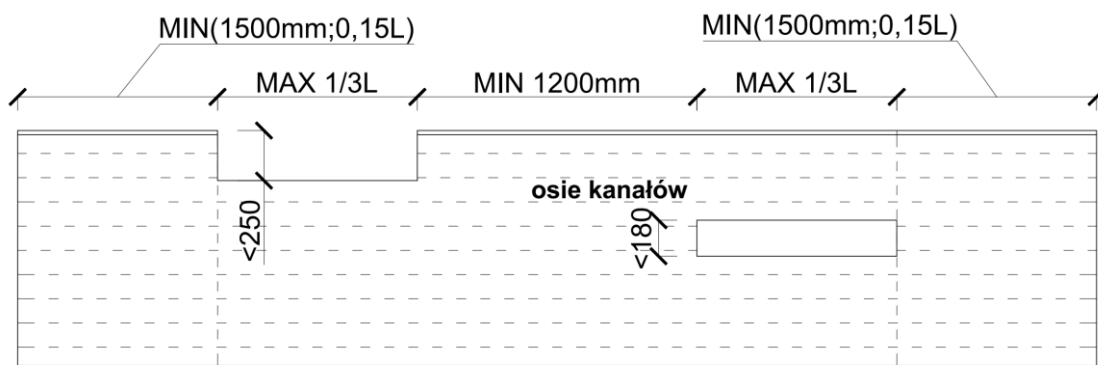 MIN(1500mm;0,15L)
MIN(1500mm;0,15L)
MAX 1/3L
MIN 1200mm
MAX 1/3L
osie kanałów
<250
<180